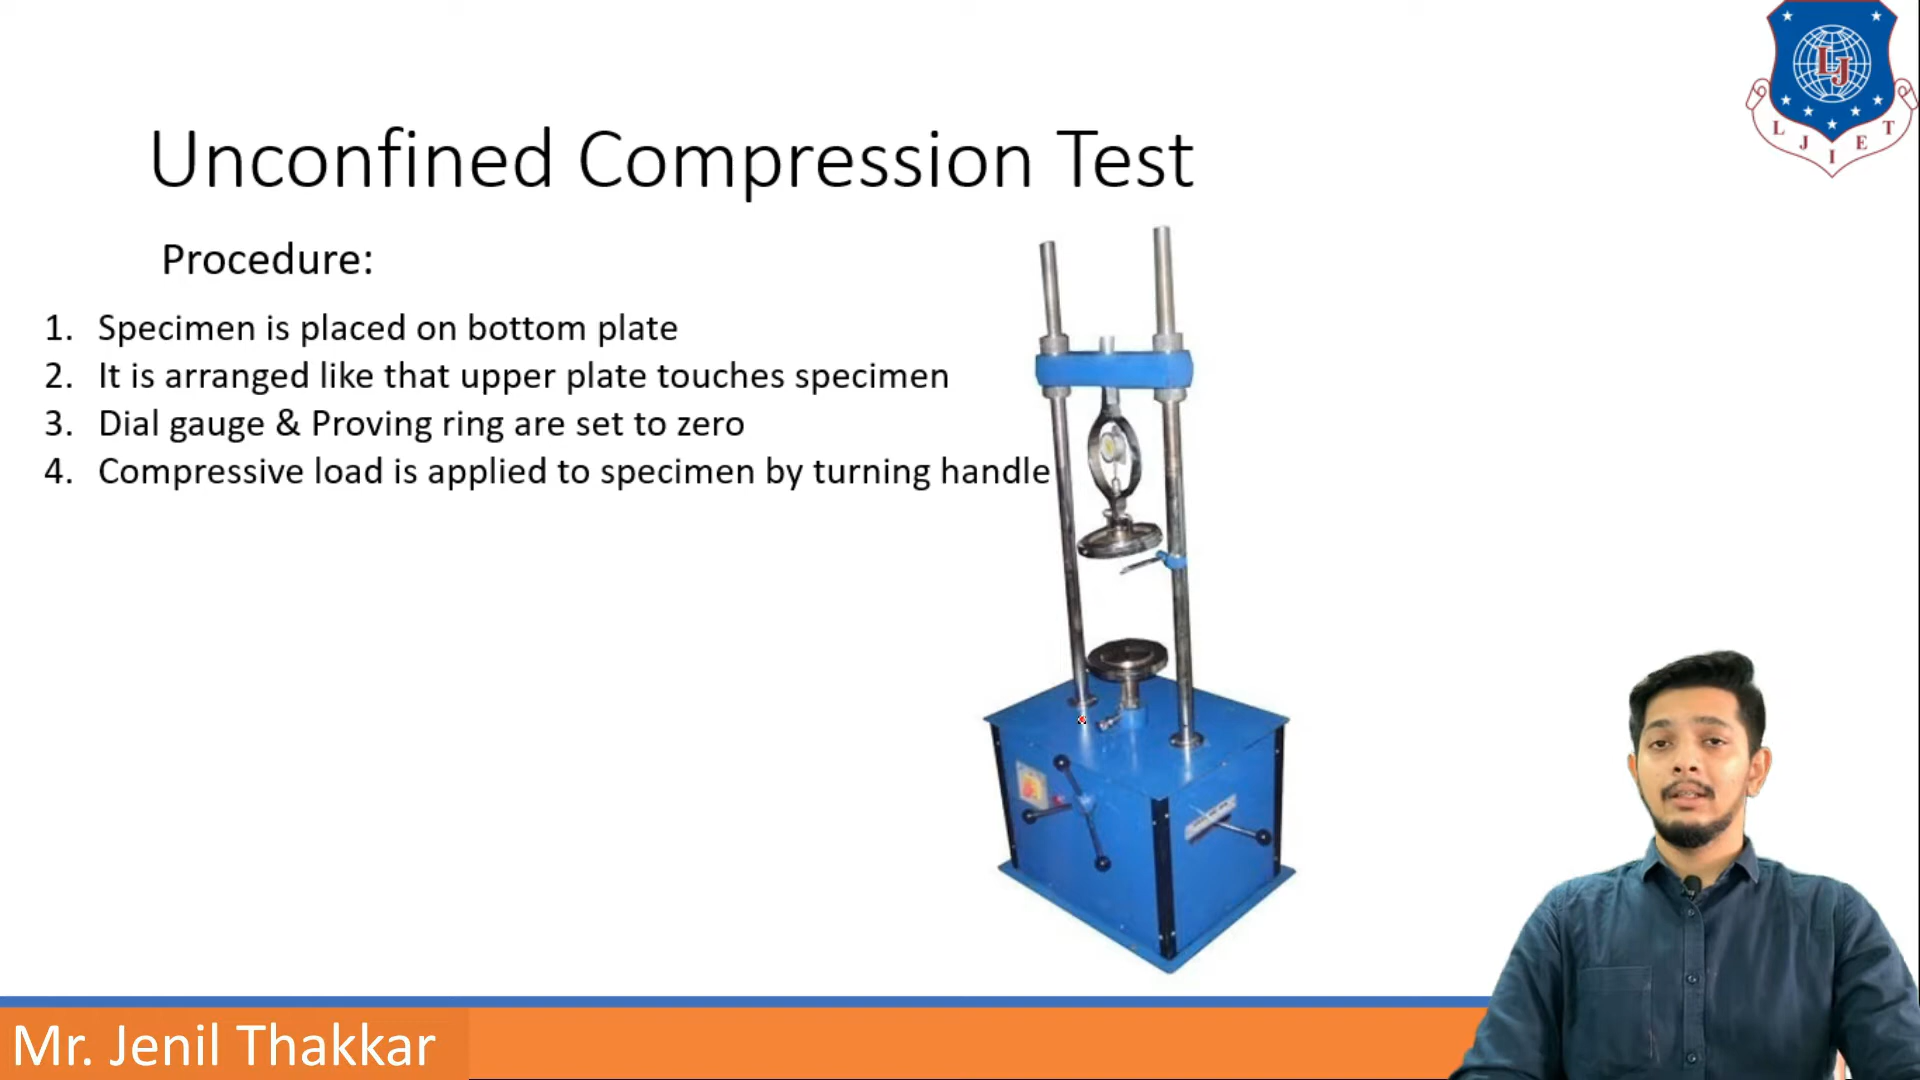 LJ
L J I E T
Unconfined Compression Test
Procedure:
1. Specimen is placed on bottom plate
2. It is arranged like that upper plate touches specimen
3. Dial gauge & Proving ring are set to zero
4. Compressive load is applied to specimen by turning handle
Mr. Jenil Thakkar